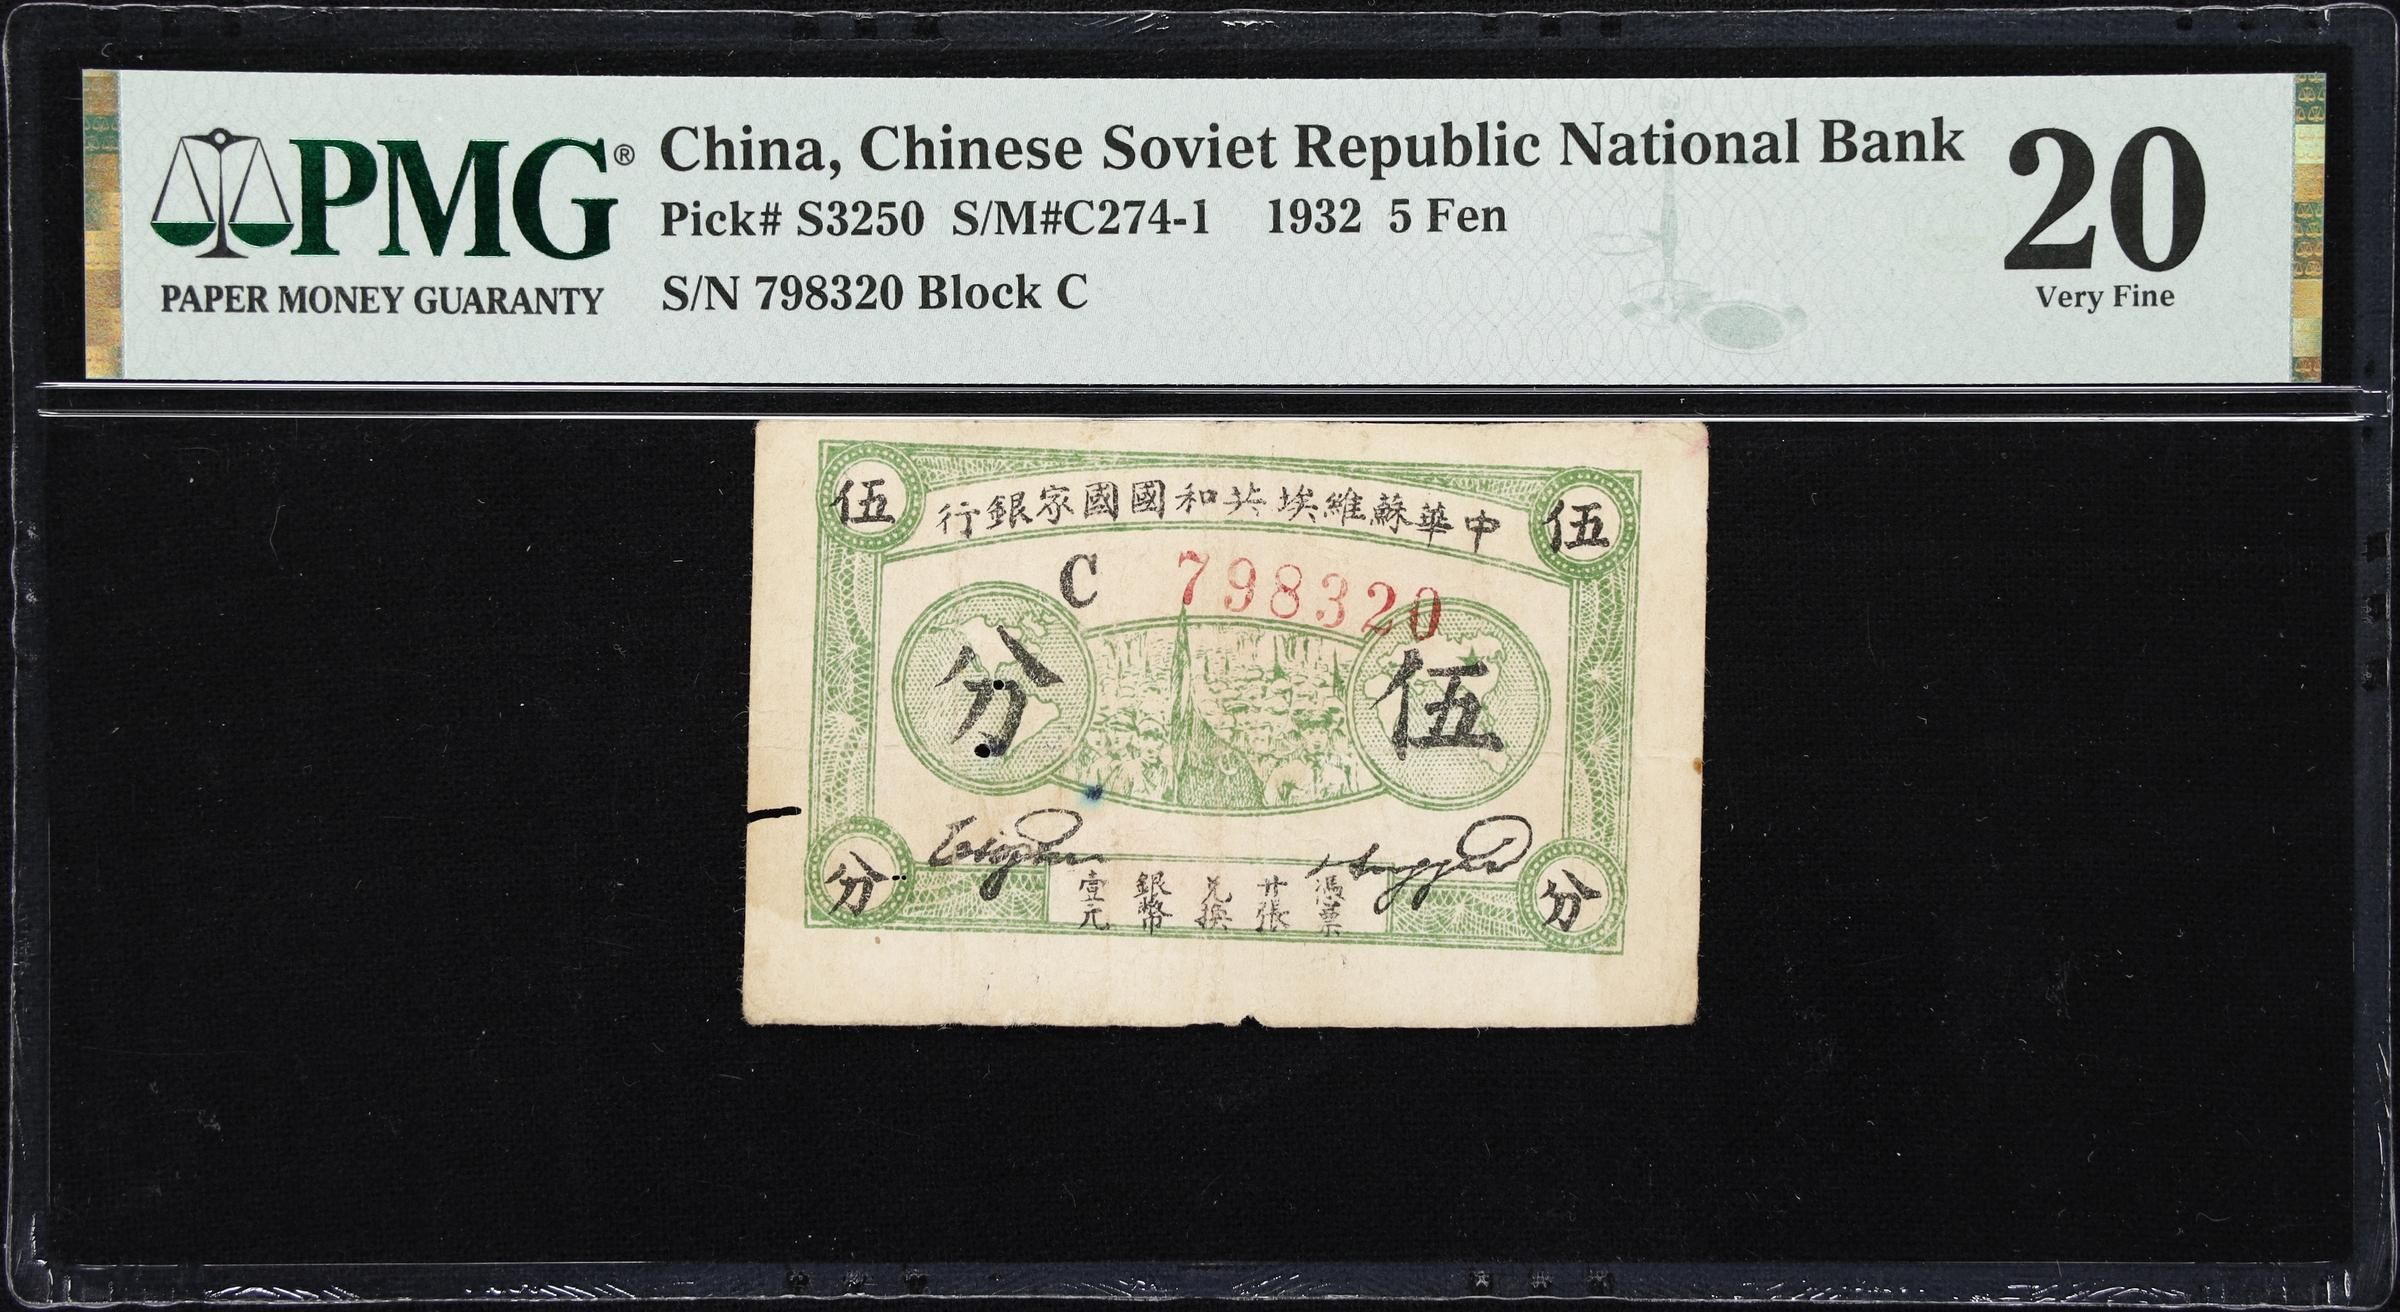 PMG®
PAPER MONEY GUARANTY
China, Chinese Soviet Republic National Bank
Pick# S3250 S/M#C274-1 1932 5 Fen
S/N 798320 Block C
20
Very Fine
伍 行銀家國國和共埃維蘇華中 伍
C 798320
分 伍
分 壹元 銀幣 兑換 廿張 憑票 分